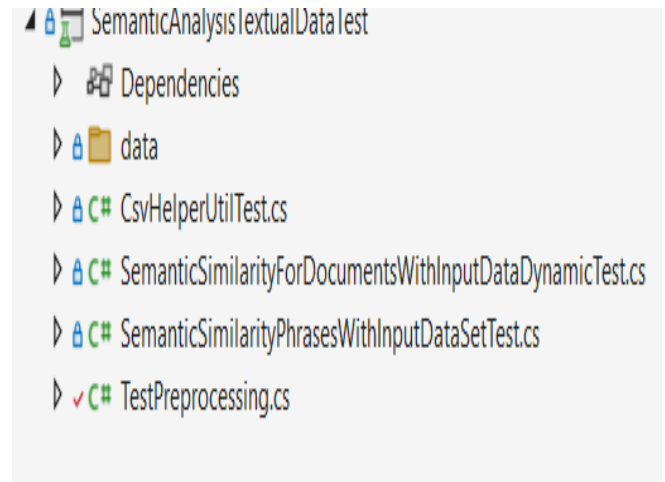 SemanticAnalysisTextualDataTest
Dependencies
data
C# CsvHelperUtilTest.cs
C# SemanticSimilarityForDocumentsWithInputDataDynamicTest.cs
C# SemanticSimilarityPhrasesWithInputDataSetTest.cs
C# TestPreprocessing.cs